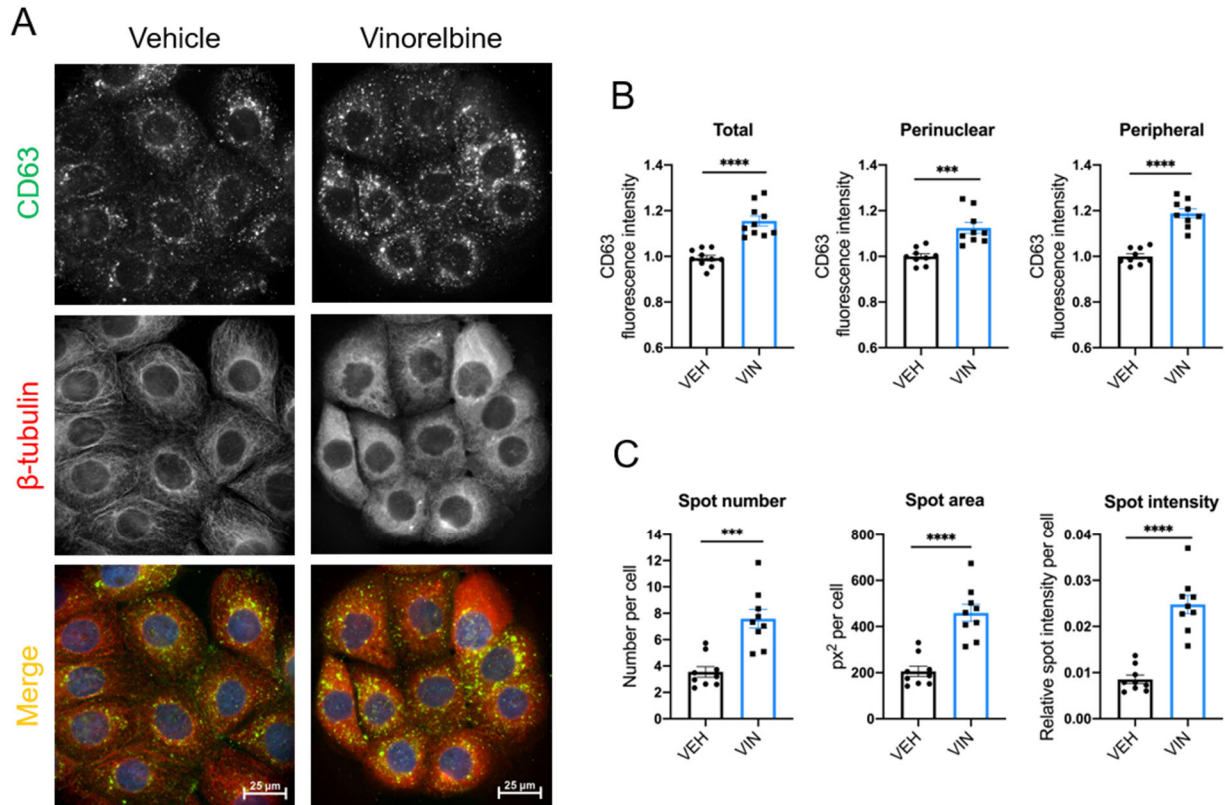 A
Vehicle
Vinorelbine
CD63
β-tubulin
Merge
25 µm
25 µm
B
Total
****
CD63
fluorescence intensity
1.4
1.2
1.0
0.8
0.6
VEH
VIN
Perinuclear
***
CD63
fluorescence intensity
1.4
1.2
1.0
0.8
0.6
VEH
VIN
Peripheral
****
CD63
fluorescence intensity
1.4
1.2
1.0
0.8
0.6
VEH
VIN
C
Spot number
***
Number per cell
14
12
10
8
6
4
2
0
VEH
VIN
Spot area
****
px² per cell
800
600
400
200
0
VEH
VIN
Spot intensity
****
Relative spot intensity per cell
0.04
0.03
0.02
0.01
0.00
VEH
VIN